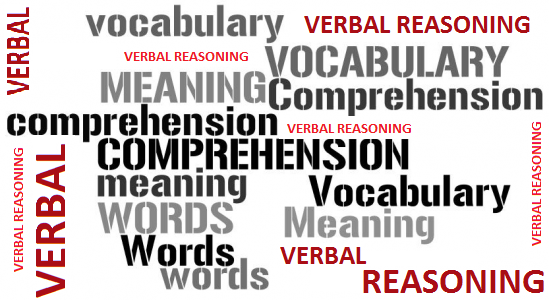 VERBAL
vocabulary
VERBAL REASONING
VERBAL REASONING
VOCABULARY
MEANING
Comprehension
comprehension
VERBAL REASONING
COMPREHENSION
VERBAL REASONING
VERBAL
VERBAL REASONING
meaning
Vocabulary
WORDS
Meaning
Words
VERBAL
words
REASONING